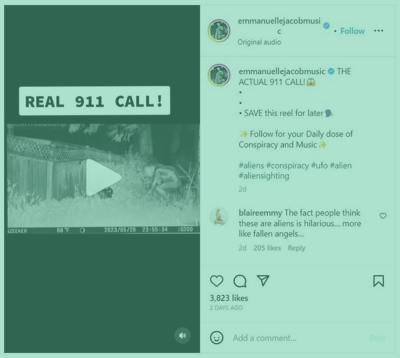 emmanuellejacobmusi
c
• Follow
Original audio
REAL 911 CALL!
emmanuellejacobmusic THE
ACTUAL 911 CALL!
•
•
• SAVE this reel for later
Follow for your Daily dose of
Conspiracy and Music
#aliens #conspiracy #ufo #alien
#aliensighting
2d
blaireemmy The fact people think
these are aliens is hilarious... more
like fallen angels...
2d 205 likes Reply
2023/05/26 23:55:34
3,823 likes
2 DAYS AGO
Add a comment...
Post